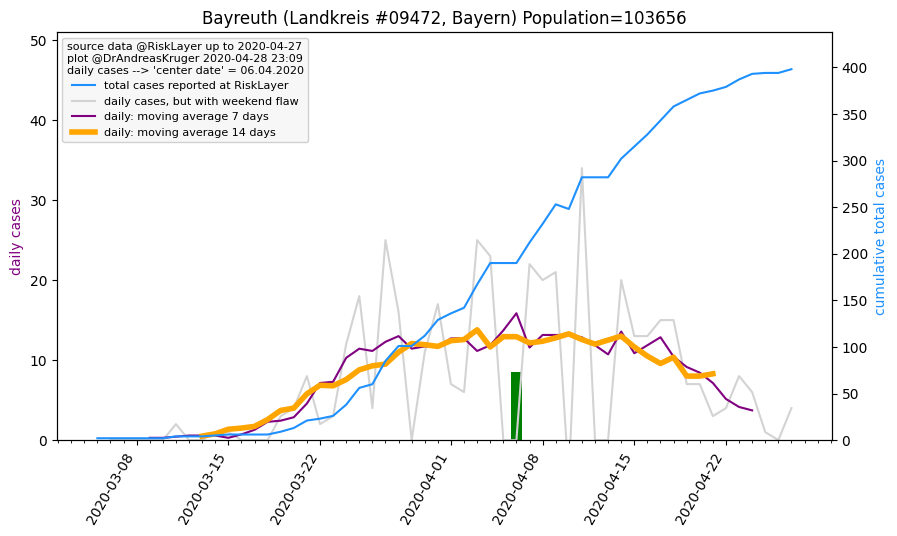 Bayreuth (Landkreis #09472, Bayern) Population=103656
source data @RiskLayer up to 2020-04-27
plot @DrAndreasKruger 2020-04-28 23:09
daily cases --> 'center date' = 06.04.2020
total cases reported at RiskLayer
daily cases, but with weekend flaw
daily: moving average 7 days
daily: moving average 14 days
daily cases
50
40
30
20
10
0
cumulative total cases
400
350
300
250
200
150
100
50
0
2020-03-08
2020-03-15
2020-03-22
2020-04-01
2020-04-08
2020-04-15
2020-04-22